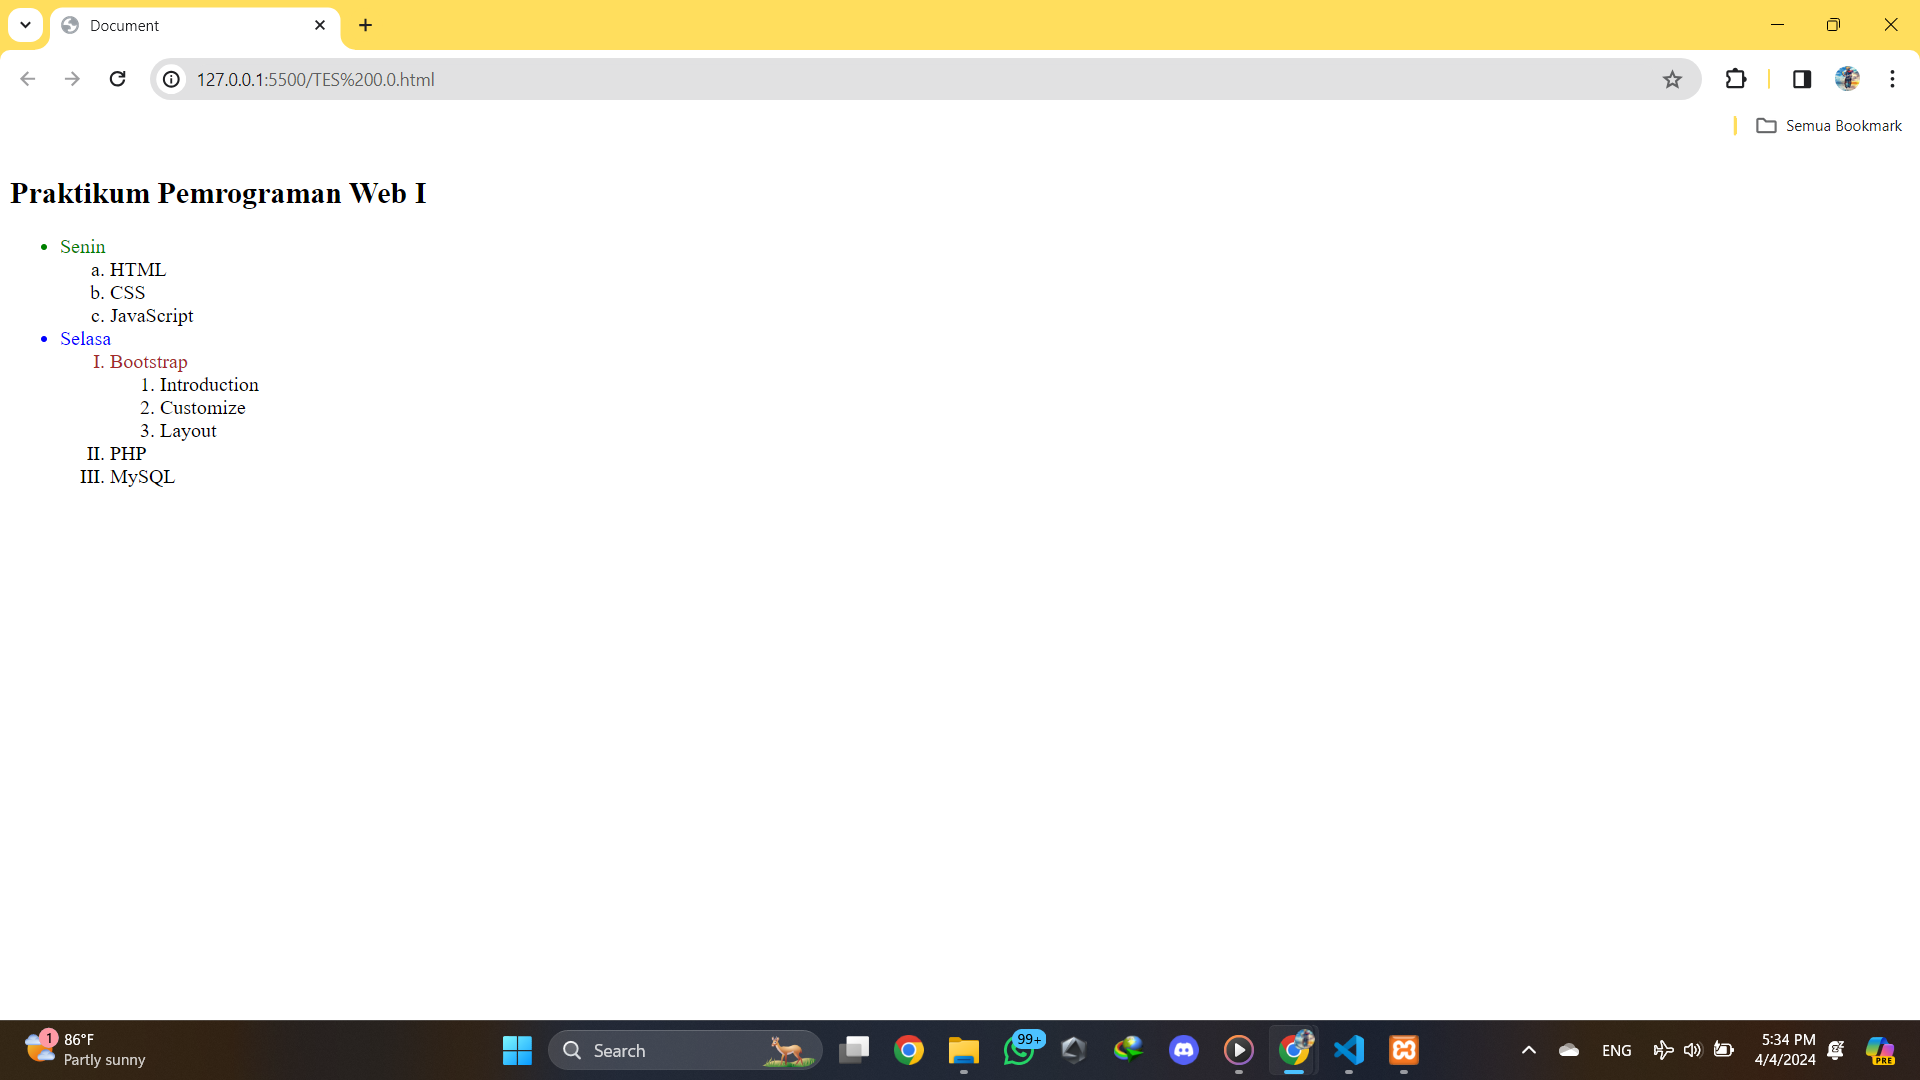 Document
127.0.0.1:5500/TES%200.0.html
Semua Bookmark
Praktikum Pemrograman Web I
• Senin
a. HTML
b. CSS
c. JavaScript
• Selasa
I. Bootstrap
1. Introduction
2. Customize
3. Layout
II. PHP
III. MySQL
1
86°F
Partly sunny
Search
99+
ENG
5:34 PM
4/4/2024
PRE